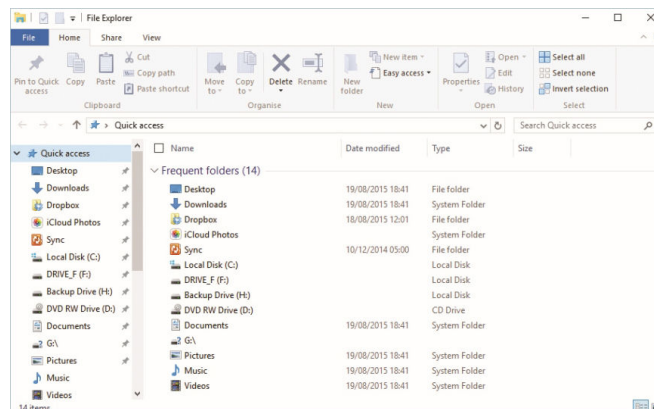 File Explorer
File Home Share View
Pin to Quick access
Copy
Paste
Cut
Copy path
Paste shortcut
Move to
Copy to
Delete
Rename
New folder
New item
Easy access
Properties
Open
Edit
History
Select all
Select none
Invert selection
Clipboard Organise New Open Select
Quick access Search Quick access
Name Date modified Type Size
Quick access
Desktop
Downloads
Dropbox
iCloud Photos
Sync
Local Disk (C:)
DRIVE_F (F:)
Backup Drive (H:)
DVD RW Drive (D:)
Documents
G:\
Pictures
Music
Videos
Frequent folders (14)
Desktop 19/08/2015 18:41 File folder
Downloads 19/08/2015 18:41 System Folder
Dropbox 18/08/2015 12:01 File folder
iCloud Photos System Folder
Sync 10/12/2014 05:00 File folder
Local Disk (C:) Local Disk
DRIVE_F (F:) Local Disk
Backup Drive (H:) Local Disk
DVD RW Drive (D:) CD Drive
Documents 19/08/2015 18:41 System Folder
G:\
Pictures 19/08/2015 18:41 System Folder
Music 19/08/2015 18:41 System Folder
Videos 19/08/2015 18:41 System Folder
14 items